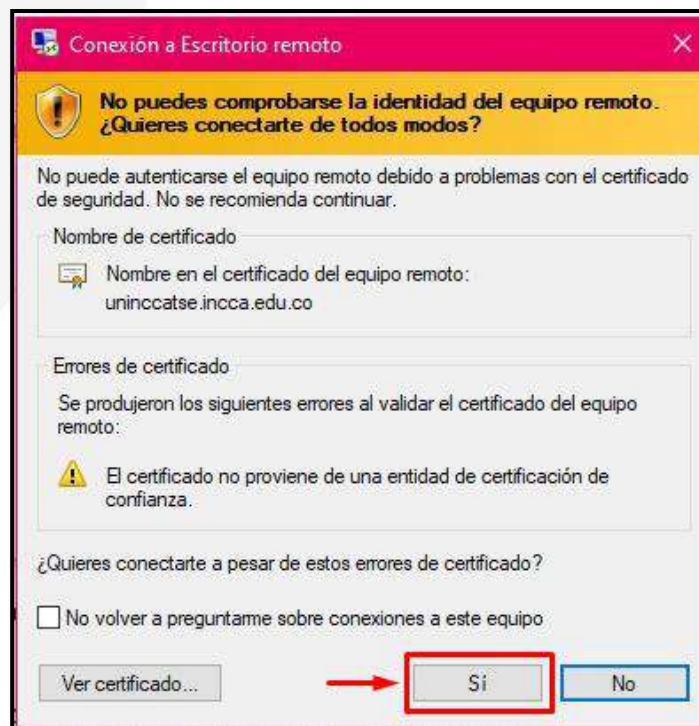 Conexión a Escritorio remoto
No puedes comprobarse la identidad del equipo remoto.
¿Quieres conectarte de todos modos?
No puede autenticarse el equipo remoto debido a problemas con el certificado
de seguridad. No se recomienda continuar.
Nombre de certificado
Nombre en el certificado del equipo remoto:
uninccatse.incca.edu.co
Errores de certificado
Se produjeron los siguientes errores al validar el certificado del equipo
remoto:
El certificado no proviene de una entidad de certificación de
confianza.
¿Quieres conectarte a pesar de estos errores de certificado?
No volver a preguntarme sobre conexiones a este equipo
Ver certificado... Sí No